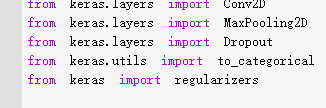 from keras.layers import Conv2D
from keras.layers import MaxPooling2D
from keras.layers import Dropout
from keras.utils import to_categorical
from keras import regularizers